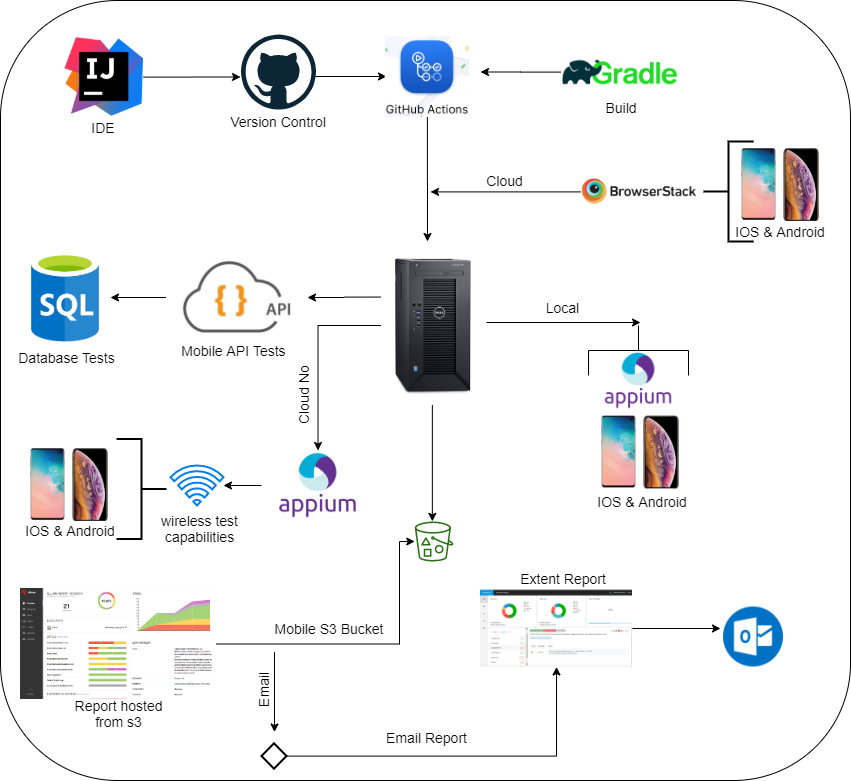 IJ
Gradle
GitHub Actions
IDE
Version Control
Build
Cloud
BrowserStack
IOS & Android
SQL
{ }
API
DELL
Local
Database Tests
Mobile API Tests
Cloud No
appium
IOS & Android
appium
IOS & Android
wireless test
capabilities
Extent Report
21
Mobile S3 Bucket
Report hosted
from s3
Email
Email Report